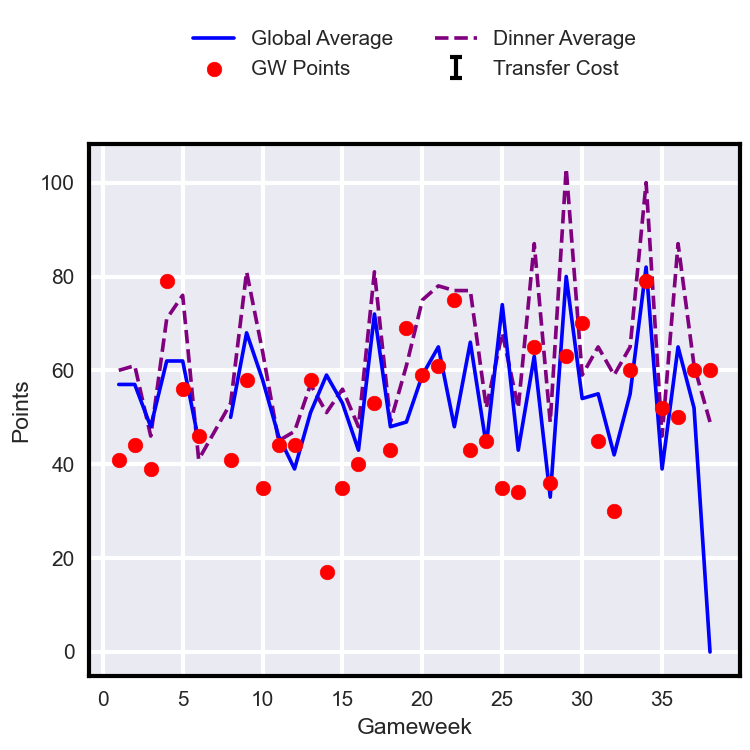 Global Average
Dinner Average
GW Points
Transfer Cost
100
80
60
40
20
0
Points
0 5 10 15 20 25 30 35
Gameweek